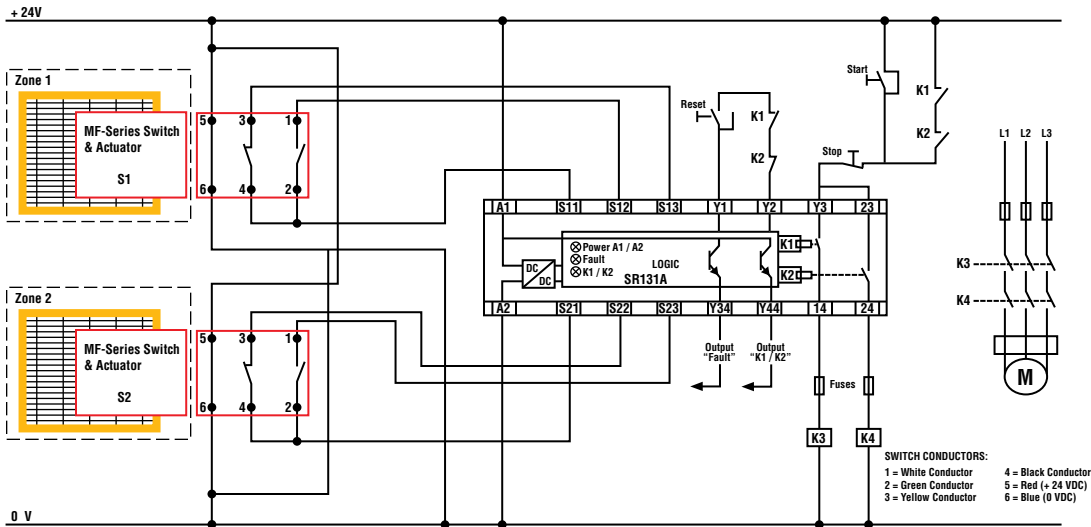 + 24V
Zone 1
MF-Series Switch
& Actuator
S1
5 3 1
6 4 2
Zone 2
MF-Series Switch
& Actuator
S2
5 3 1
6 4 2
Reset
K1
K2
Start
Stop
K1
K2
A1 S11 S12 S13 Y1 Y2 Y3 23
Power A1 / A2
Fault
K1 / K2
LOGIC
SR131A
DC
DC
K1
K2
A2 S21 S22 S23 Y34 Y44 14 24
Output
"Fault"
Output
"K1 / K2"
Fuses
K3
K4
L1 L2 L3
K3
K4
M
SWITCH CONDUCTORS:
1 = White Conductor
2 = Green Conductor
3 = Yellow Conductor
4 = Black Conductor
5 = Red (+ 24 VDC)
6 = Blue (0 VDC)
0 V